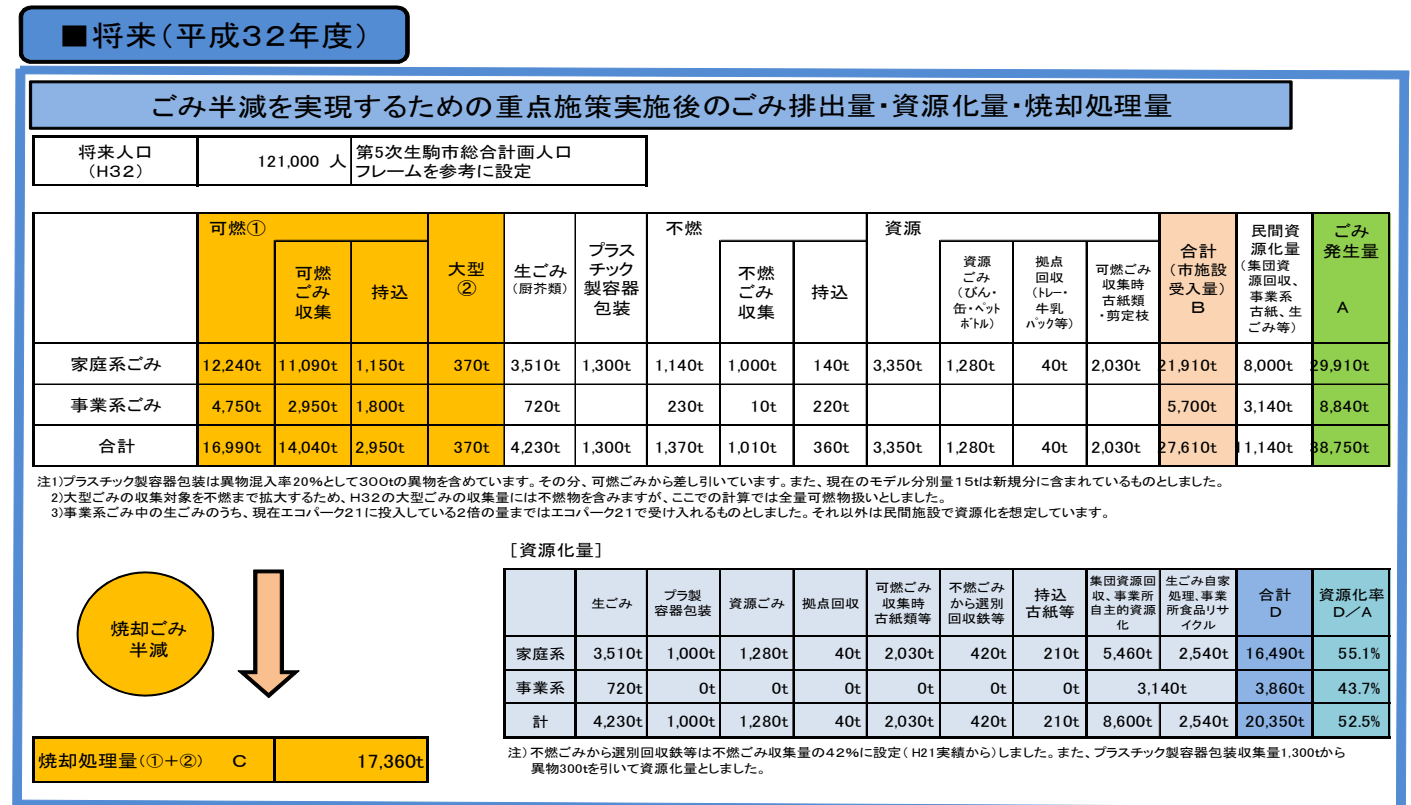 ■将来(平成32年度)
ごみ半減を実現するための重点施策実施後のごみ排出量・資源化量・焼却処理量
将来人口
(H32)
121,000 人
第5次生駒市総合計画人口
フレームを参考に設定
可燃①
可燃
ごみ
収集
持込
大型
②
生ごみ
(厨芥類)
プラス
チック
製容器
包装
不燃
不燃
ごみ
収集
持込
資源
資源
ごみ
(びん・
缶・ペット
ボトル)
拠点
回収
(トレー・
牛乳
パック等)
可燃ごみ
収集時
古紙類
・剪定枝
合計
(市施設
受入量)
B
民間資
源化量
(集団資
源回収、
事業系
古紙、生
ごみ等)
ごみ
発生量
A
家庭系ごみ 12,240t 11,090t 1,150t 370t 3,510t 1,300t 1,140t 1,000t 140t 3,350t 1,280t 40t 2,030t 21,910t 8,000t 29,910t
事業系ごみ 4,750t 2,950t 1,800t 720t 230t 10t 220t 5,700t 3,140t 8,840t
合計 16,990t 14,040t 2,950t 370t 4,230t 1,300t 1,370t 1,010t 360t 3,350t 1,280t 40t 2,030t 27,610t 11,140t 38,750t
注1)プラスチック製容器包装は異物混入率20%として300tの異物を含めています。その分、可燃ごみから差し引いています。また、現在のモデル分別量15tは新規分に含まれているものとしました。
2)大型ごみの収集対象を不燃まで拡大するため、H32の大型ごみの収集量には不燃物を含みますが、ここでの計算では全量可燃物扱いとしました。
3)事業系ごみ中の生ごみのうち、現在エコパーク21に投入している2倍の量まではエコパーク21で受け入れるものとしました。それ以外は民間施設で資源化を想定しています。
焼却ごみ
半減
焼却処理量(①+②) C 17,360t
[資源化量]
生ごみ
プラ製
容器包装
資源ごみ
拠点回収
可燃ごみ
収集時
古紙類等
不燃ごみ
から選別
回収鉄等
持込
古紙等
集団資源回
収、事業所
自主的資源
化
生ごみ自家
処理、事業
所食品リサ
イクル
合計
D
資源化率
D/A
家庭系 3,510t 1,000t 1,280t 40t 2,030t 420t 210t 5,460t 2,540t 16,490t 55.1%
事業系 720t 0t 0t 0t 0t 0t 0t 3,140t 3,860t 43.7%
計 4,230t 1,000t 1,280t 40t 2,030t 420t 210t 8,600t 2,540t 20,350t 52.5%
注)不燃ごみから選別回収鉄等は不燃ごみ収集量の42%に設定(H21実績から)しました。また、プラスチック製容器包装収集量1,300tから
異物300tを引いて資源化量としました。